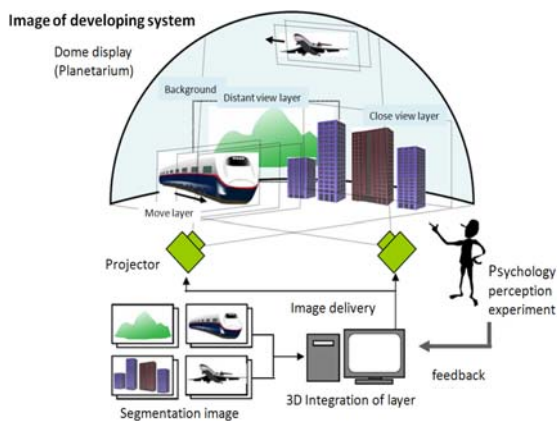 Image of developing system
Dome display
(Planetarium)
Background
Distant view layer
Close view layer
Move layer
Projector
Psychology
perception
experiment
Image delivery
feedback
Segmentation image
3D Integration of layer